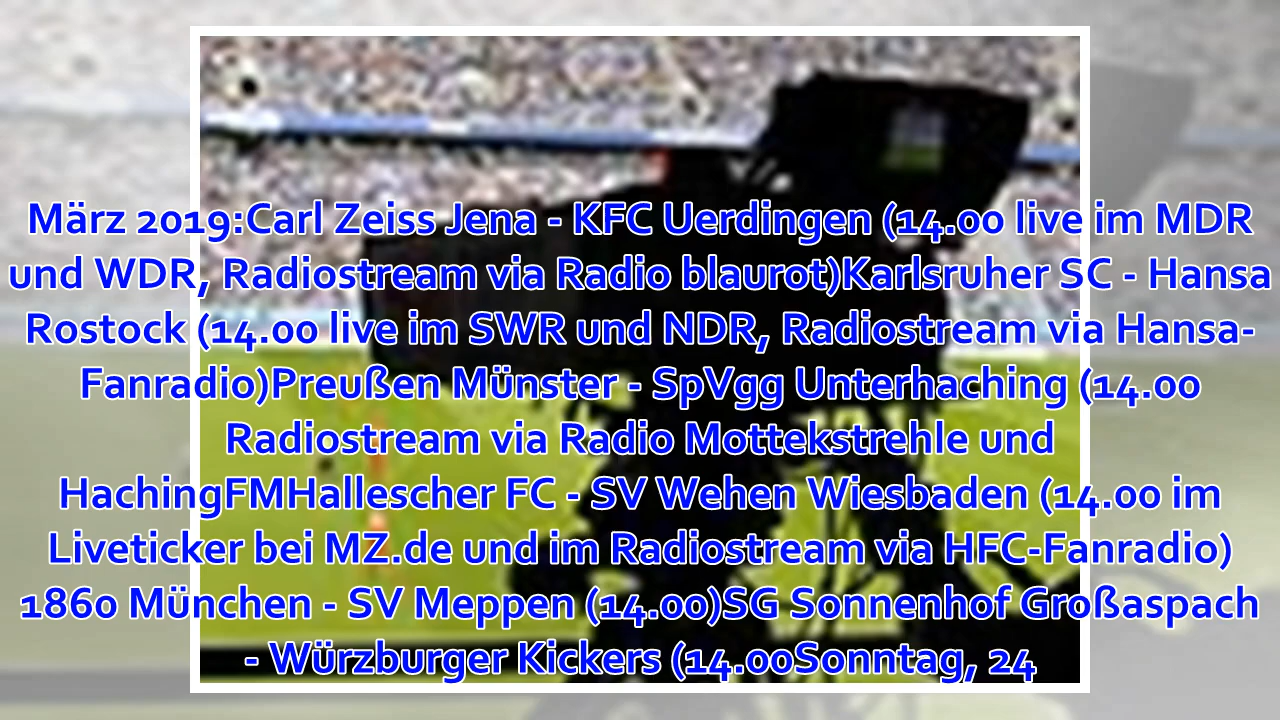 März 2019:Carl Zeiss Jena - KFC Uerdingen (14.00 live im MDR
und WDR, Radiostream via Radio blaurot)Karlsruher SC - Hansa
Rostock (14.00 live im SWR und NDR, Radiostream via Hansa-
Fanradio)Preußen Münster - SpVgg Unterhaching (14.00
Radiostream via Radio Mottekstrehle und
HachingFMHallescher FC - SV Wehen Wiesbaden (14.00 im
Liveticker bei MZ.de und im Radiostream via HFC-Fanradio)
1860 München - SV Meppen (14.00)SG Sonnenhof Großaspach
- Würzburger Kickers (14.00Sonntag, 24